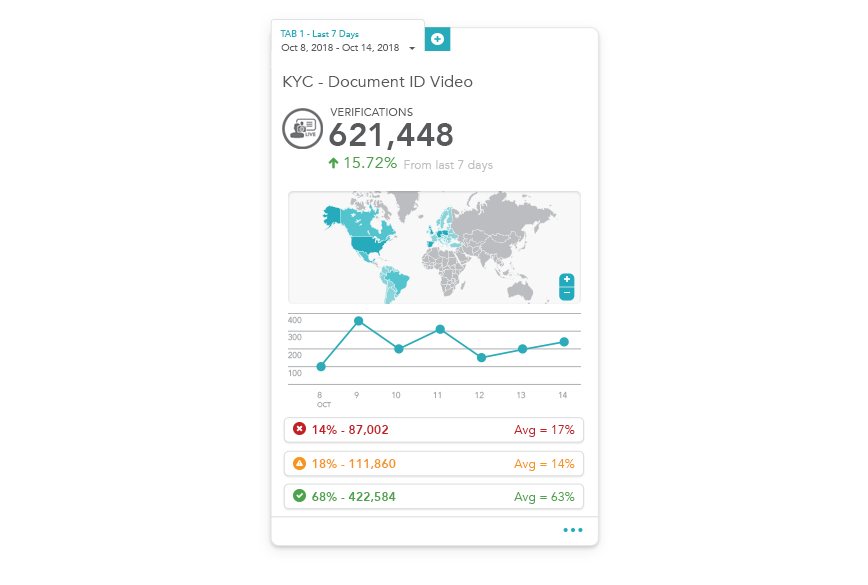 TAB 1 - Last 7 Days
Oct 8, 2018 - Oct 14, 2018
KYC - Document ID Video
LIVE
VERIFICATIONS
621,448
15.72% From last 7 days
+
−
400
300
200
100
8 9 10 11 12 13 14
OCT
14% - 87,002 Avg = 17%
18% - 111,860 Avg = 14%
68% - 422,584 Avg = 63%